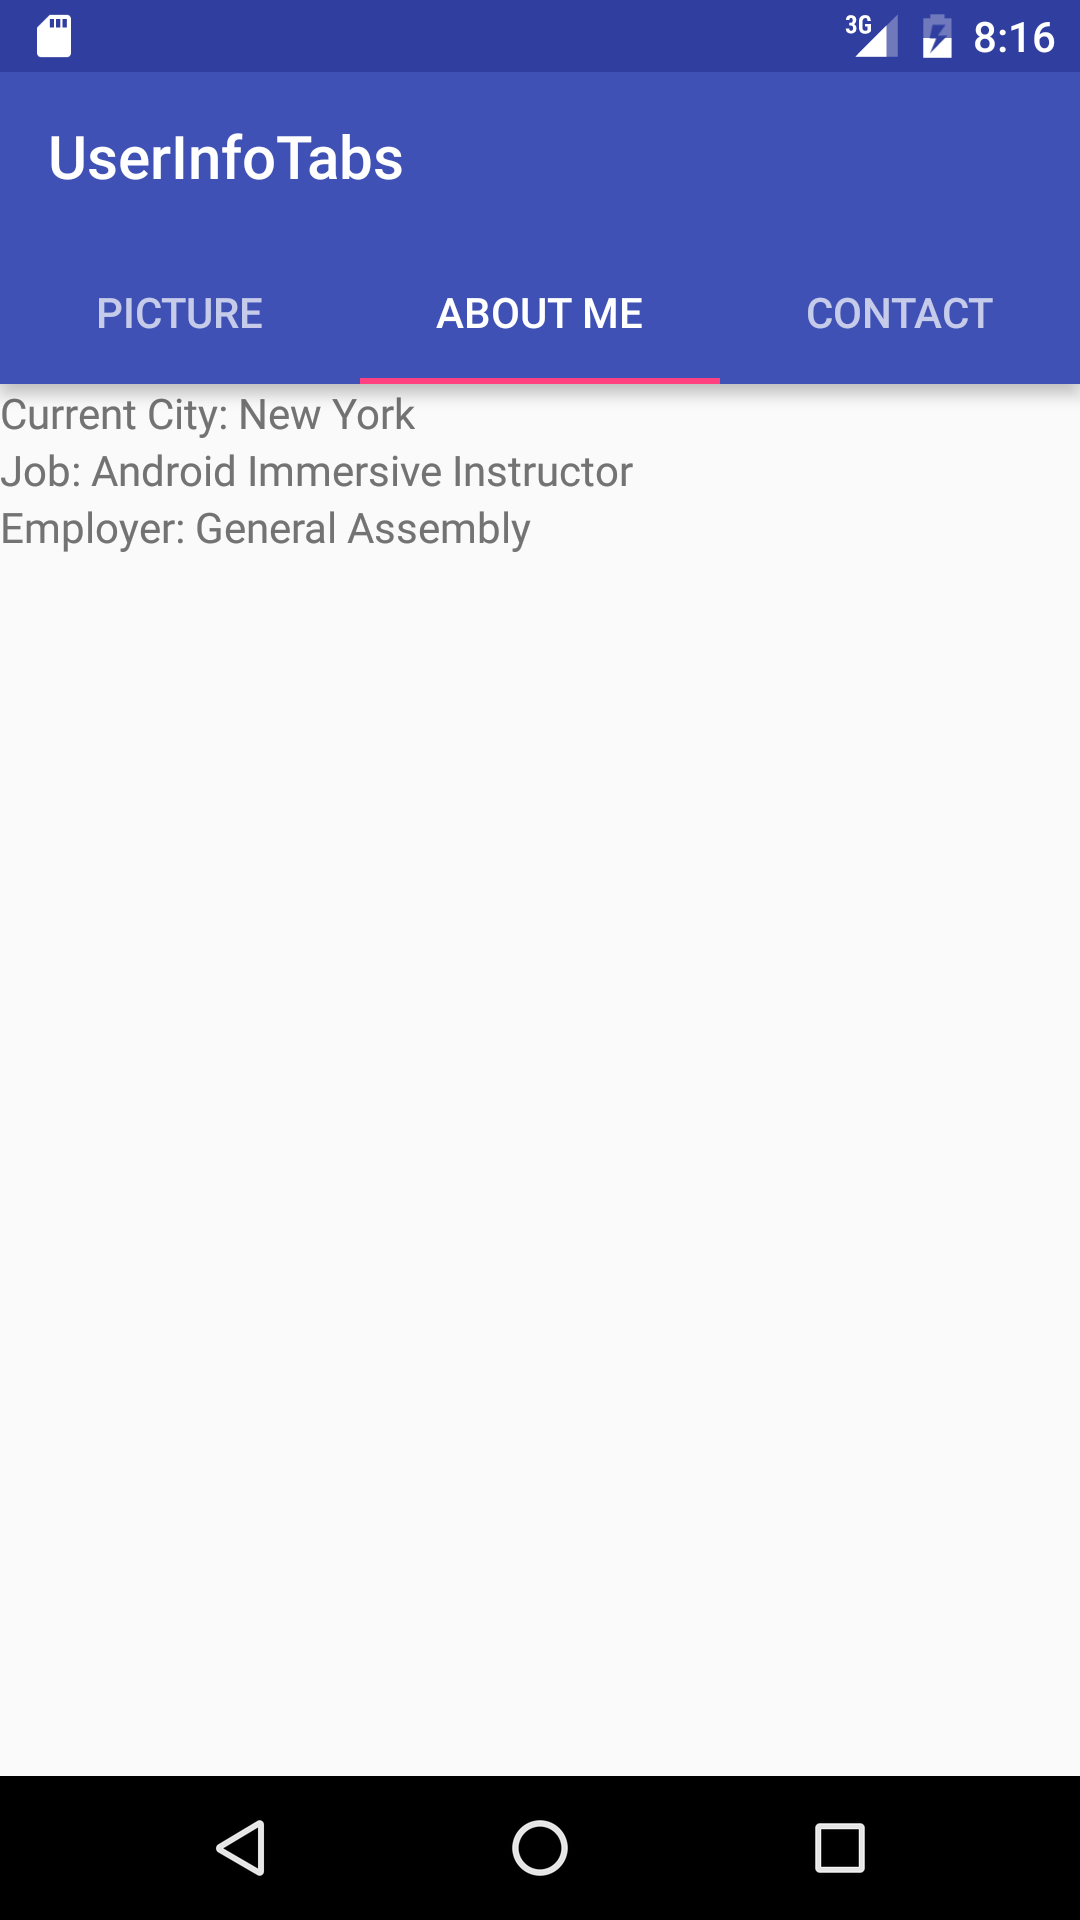 3G 8:16
UserInfoTabs
PICTURE ABOUT ME CONTACT
Current City: New York
Job: Android Immersive Instructor
Employer: General Assembly